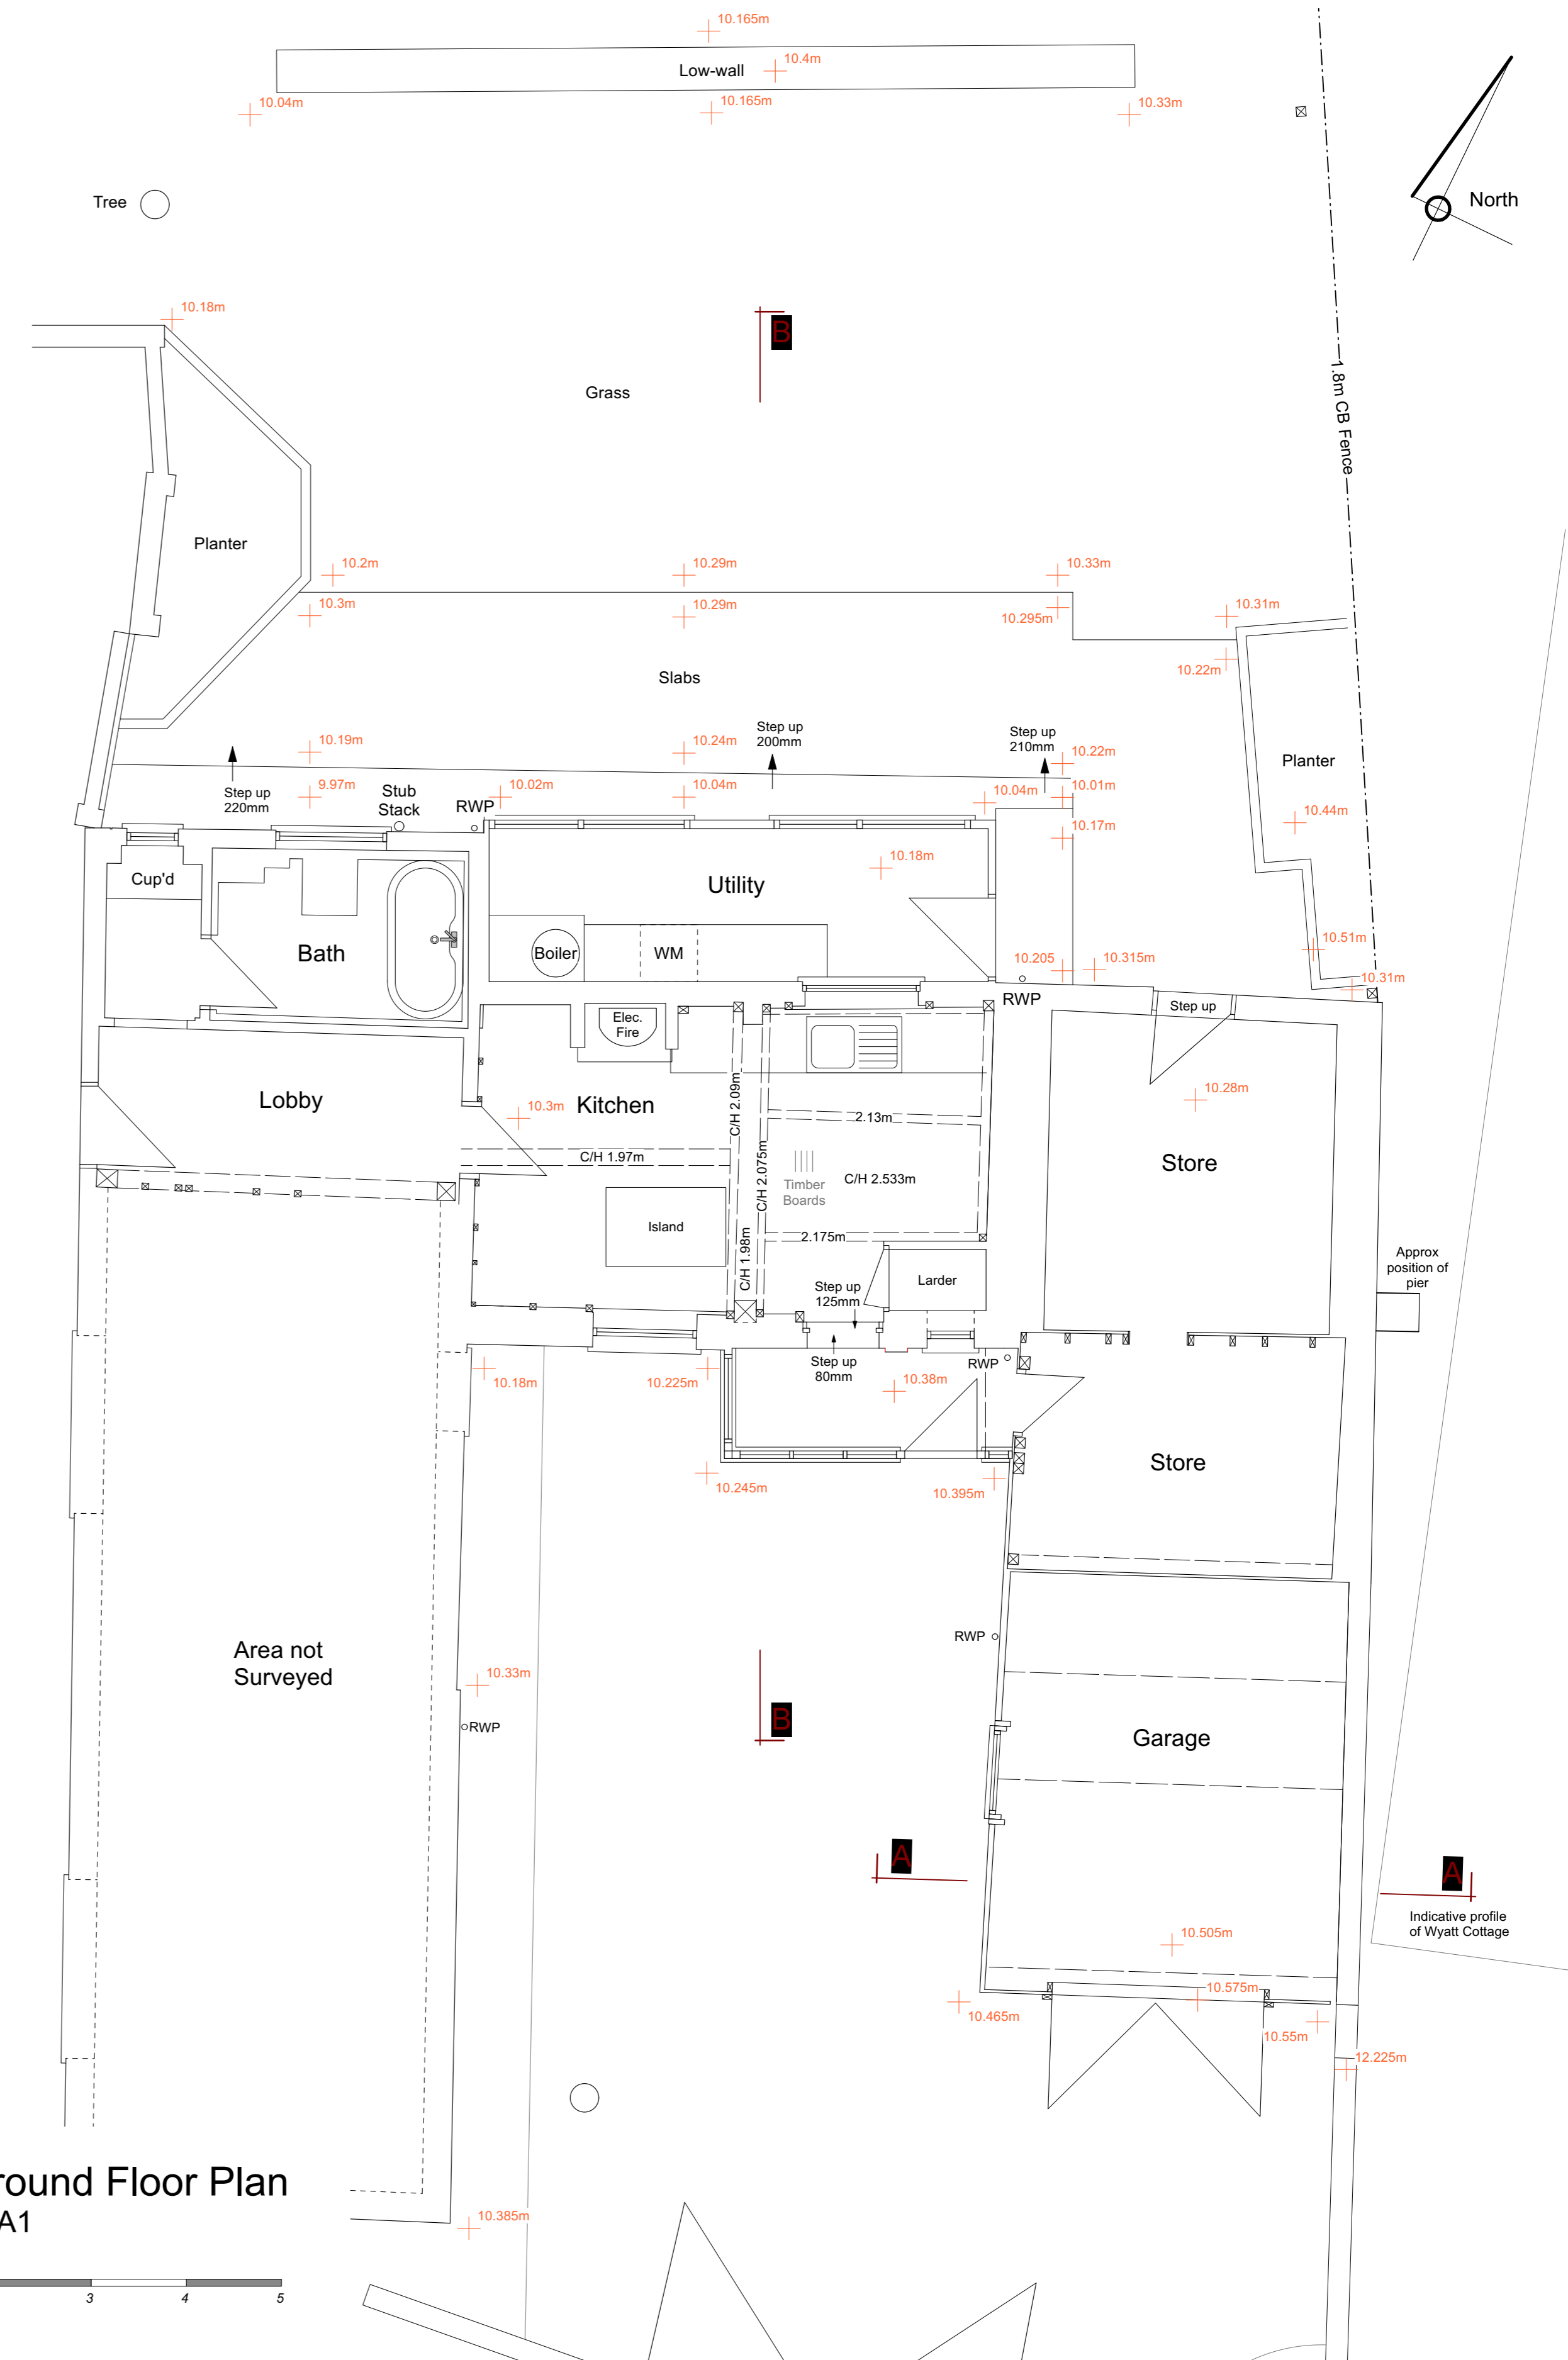 10.165m
Low-wall
10.4m
10.04m
10.165m
10.33m
Tree
North
10.18m
B
Grass
1.8m CB Fence
Planter
10.2m
10.29m
10.33m
10.3m
10.29m
10.295m
10.31m
10.22m
Slabs
10.19m
10.24m
Step up
200mm
Step up
210mm
10.22m
Planter
Step up
220mm
9.97m
Stub
Stack
10.02m
RWP
10.04m
10.04m
10.01m
10.44m
10.17m
Cup'd
10.18m
Utility
Bath
Boiler
WM
10.205
10.315m
10.51m
10.31m
RWP
Step up
Elec.
Fire
Lobby
10.3m
Kitchen
C/H 2.09m
2.13m
10.28m
C/H 1.97m
C/H 2.075m
Timber
Boards
C/H 2.533m
Store
Island
C/H 1.98m
2.175m
Larder
Step up
125mm
Approx
position of
pier
Step up
80mm
RWP
10.18m
10.225m
10.38m
10.245m
10.395m
Store
Area not
Surveyed
RWP
10.33m
RWP
B
Garage
A
A
Indicative profile
of Wyatt Cottage
10.505m
10.465m
10.575m
10.55m
12.225m
round Floor Plan
A1
10.385m
3
4
5